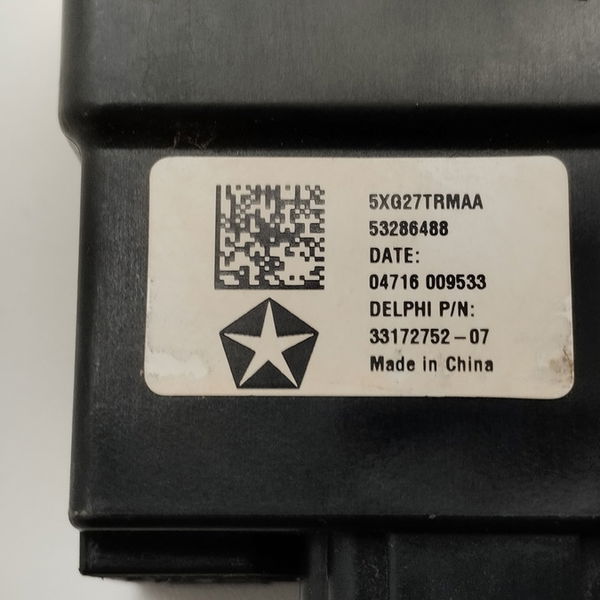 5XG27TRMAA
53286488
DATE:
04716 009533
DELPHI P/N:
33172752-07
Made in China